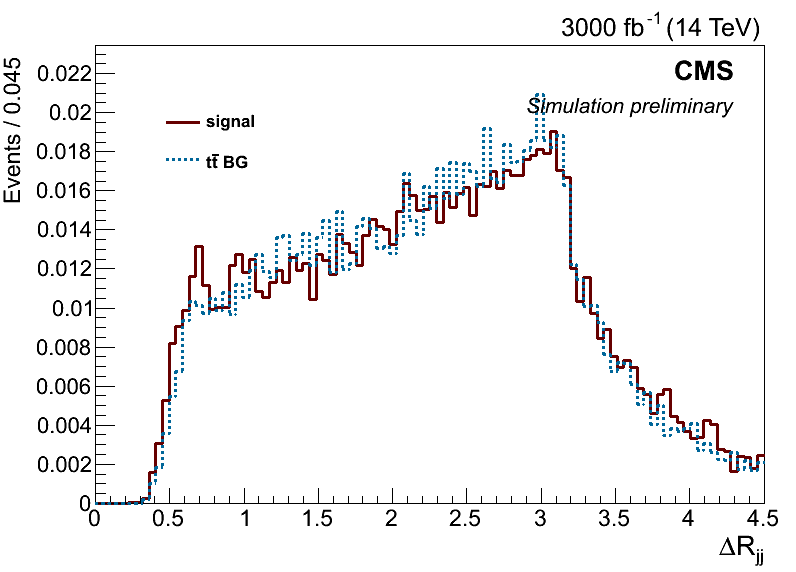 3000 fb⁻¹ (14 TeV)
Events / 0.045
CMS
Simulation preliminary
signal
tt̄ BG
0.022
0.02
0.018
0.016
0.014
0.012
0.01
0.008
0.006
0.004
0.002
0
0 0.5 1 1.5 2 2.5 3 3.5 4 4.5
ΔR_jj